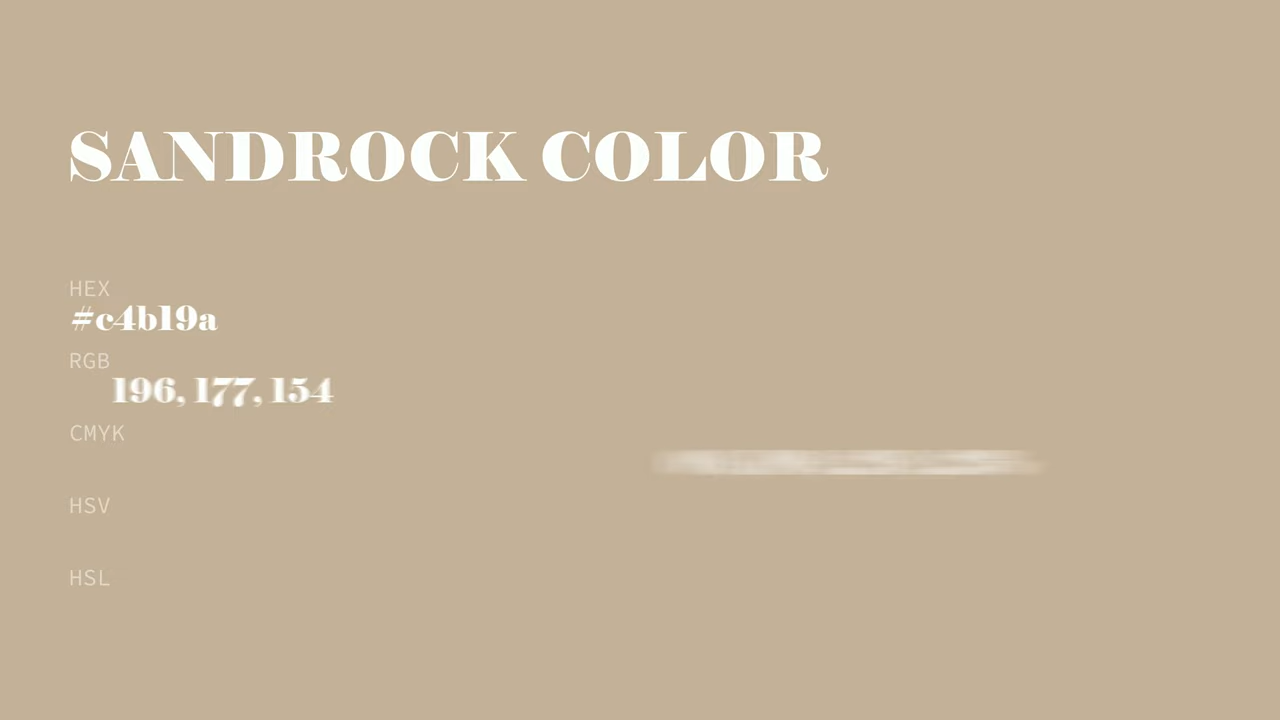 SANDROCK COLOR
HEX
#c4b19a
RGB
196, 177, 154
CMYK
HSV
HSL